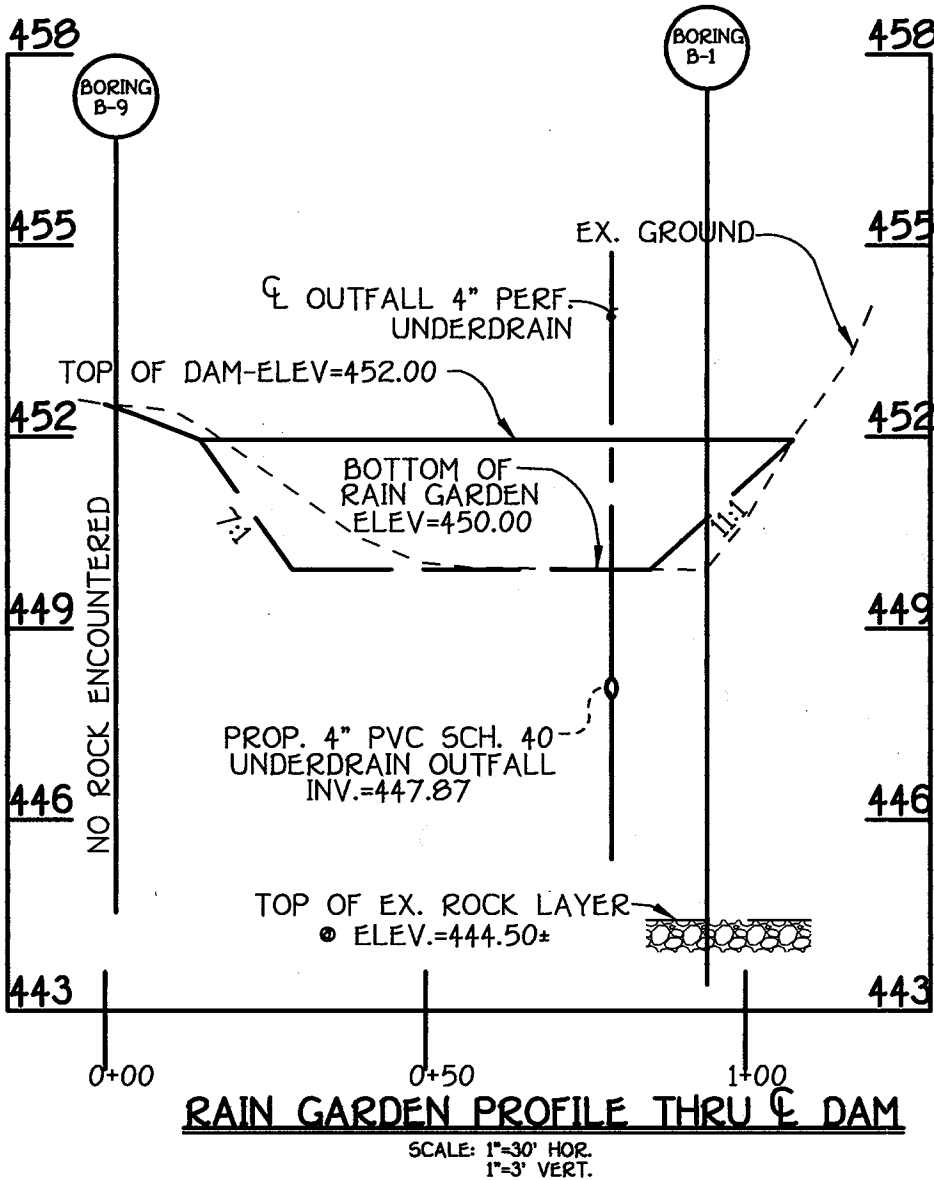 458
458
BORING
B-9
BORING
B-1
455
455
EX. GROUND
℄ OUTFALL 4" PERF.
UNDERDRAIN
TOP OF DAM-ELEV=452.00
452
452
BOTTOM OF
RAIN GARDEN
ELEV=450.00
7:1
11:1
NO ROCK ENCOUNTERED
449
449
PROP. 4" PVC SCH. 40
UNDERDRAIN OUTFALL
INV.=447.87
446
446
TOP OF EX. ROCK LAYER
@ ELEV.=444.50±
443
443
0+00
0+50
1+00
RAIN GARDEN PROFILE THRU ℄ DAM
SCALE: 1"=30' HOR.
1"=3' VERT.